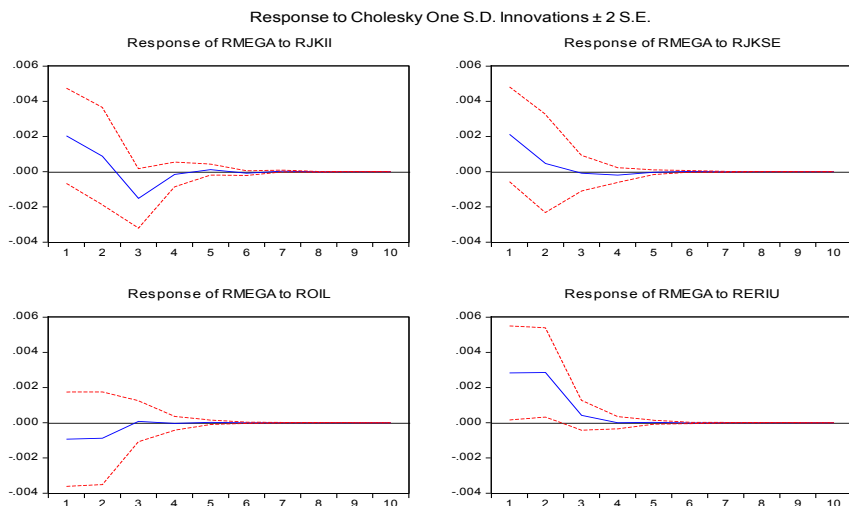 Response to Cholesky One S.D. Innovations ± 2 S.E.
Response of RMEGA to RJKII
.006
.004
.002
.000
-.002
-.004
1 2 3 4 5 6 7 8 9 10
Response of RMEGA to RJKSE
.006
.004
.002
.000
-.002
-.004
1 2 3 4 5 6 7 8 9 10
Response of RMEGA to ROIL
.006
.004
.002
.000
-.002
-.004
1 2 3 4 5 6 7 8 9 10
Response of RMEGA to RERIU
.006
.004
.002
.000
-.002
-.004
1 2 3 4 5 6 7 8 9 10